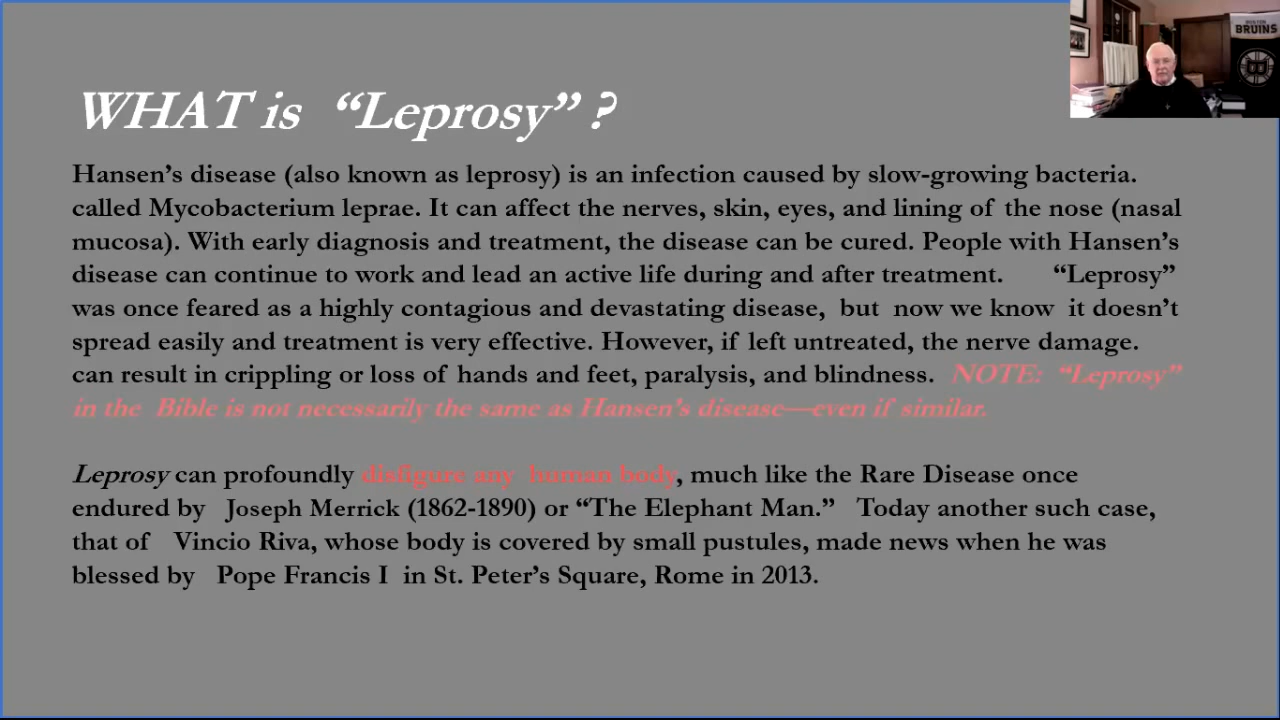 BOSTON
BRUINS
WHAT is “Leprosy” ?
Hansen’s disease (also known as leprosy) is an infection caused by slow-growing bacteria.
called Mycobacterium leprae. It can affect the nerves, skin, eyes, and lining of the nose (nasal
mucosa). With early diagnosis and treatment, the disease can be cured. People with Hansen’s
disease can continue to work and lead an active life during and after treatment. “Leprosy”
was once feared as a highly contagious and devastating disease, but now we know it doesn’t
spread easily and treatment is very effective. However, if left untreated, the nerve damage.
can result in crippling or loss of hands and feet, paralysis, and blindness. NOTE: “Leprosy”
in the Bible is not necessarily the same as Hansen’s disease—even if similar.
Leprosy can profoundly disfigure any human body, much like the Rare Disease once
endured by Joseph Merrick (1862-1890) or “The Elephant Man.” Today another such case,
that of Vincio Riva, whose body is covered by small pustules, made news when he was
blessed by Pope Francis I in St. Peter’s Square, Rome in 2013.